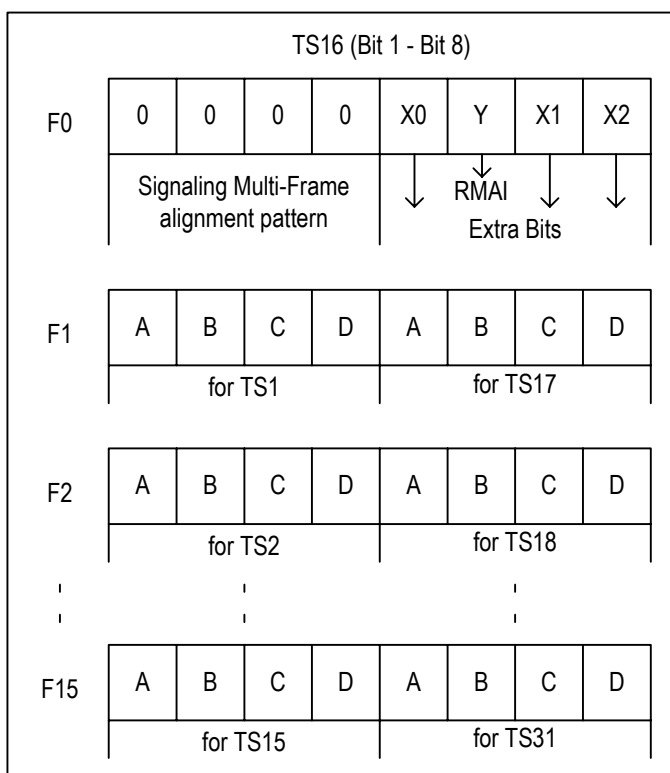 TS16 (Bit 1 - Bit 8)
F0 0 0 0 0 X0 Y X1 X2
Signaling Multi-Frame
alignment pattern
RMAI
Extra Bits
F1 A B C D A B C D
for TS1 for TS17
F2 A B C D A B C D
for TS2 for TS18
F15 A B C D A B C D
for TS15 for TS31